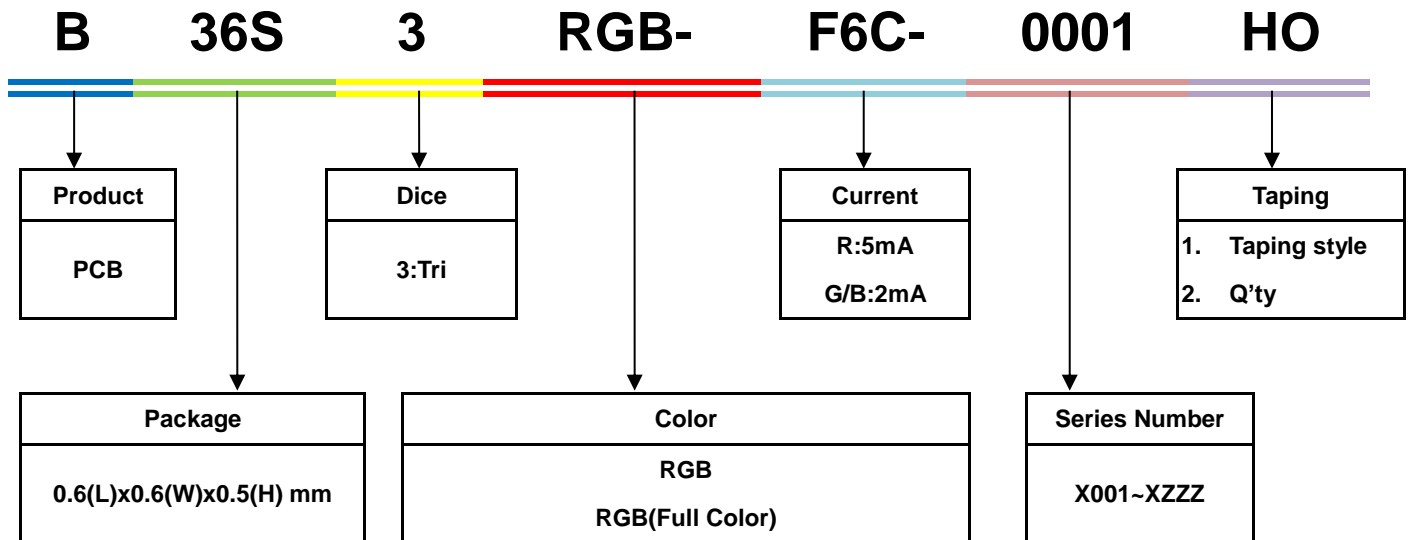 B 36S 3 RGB- F6C- 0001 HO
Product
PCB
Dice
3:Tri
Current
R:5mA
G/B:2mA
Taping
1. Taping style
2. Q’ty
Package
0.6(L)x0.6(W)x0.5(H) mm
Color
RGB
RGB(Full Color)
Series Number
X001~XZZZ